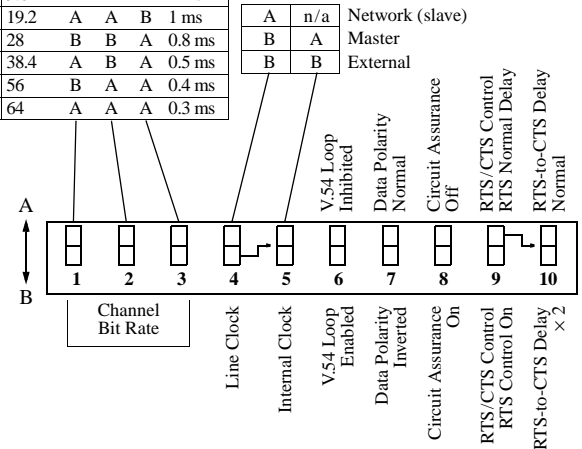 19.2 A A B 1 ms
28 B B A 0.8 ms
38.4 A B A 0.5 ms
56 B A A 0.4 ms
64 A A A 0.3 ms
A n/a Network (slave)
B A Master
B B External
V.54 Loop
Inhibited
Data Polarity
Normal
Circuit Assurance
Off
RTS/CTS Control
RTS Normal Delay
RTS-to-CTS Delay
Normal
A
B
1 2 3 4 5 6 7 8 9 10
Channel
Bit Rate
Line Clock
Internal Clock
V.54 Loop
Enabled
Data Polarity
Inverted
Circuit Assurance
On
RTS/CTS Control
RTS Control On
RTS-to-CTS Delay
× 2